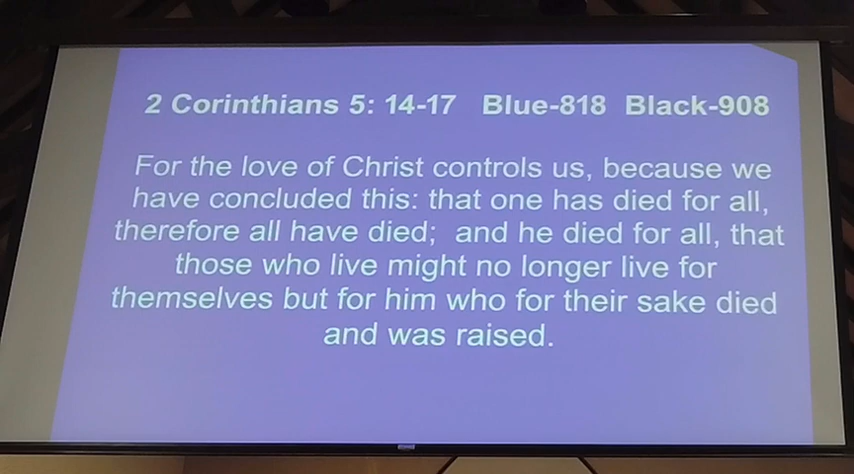 2 Corinthians 5: 14-17 Blue-818 Black-908
For the love of Christ controls us, because we
have concluded this: that one has died for all,
therefore all have died; and he died for all, that
those who live might no longer live for
themselves but for him who for their sake died
and was raised.